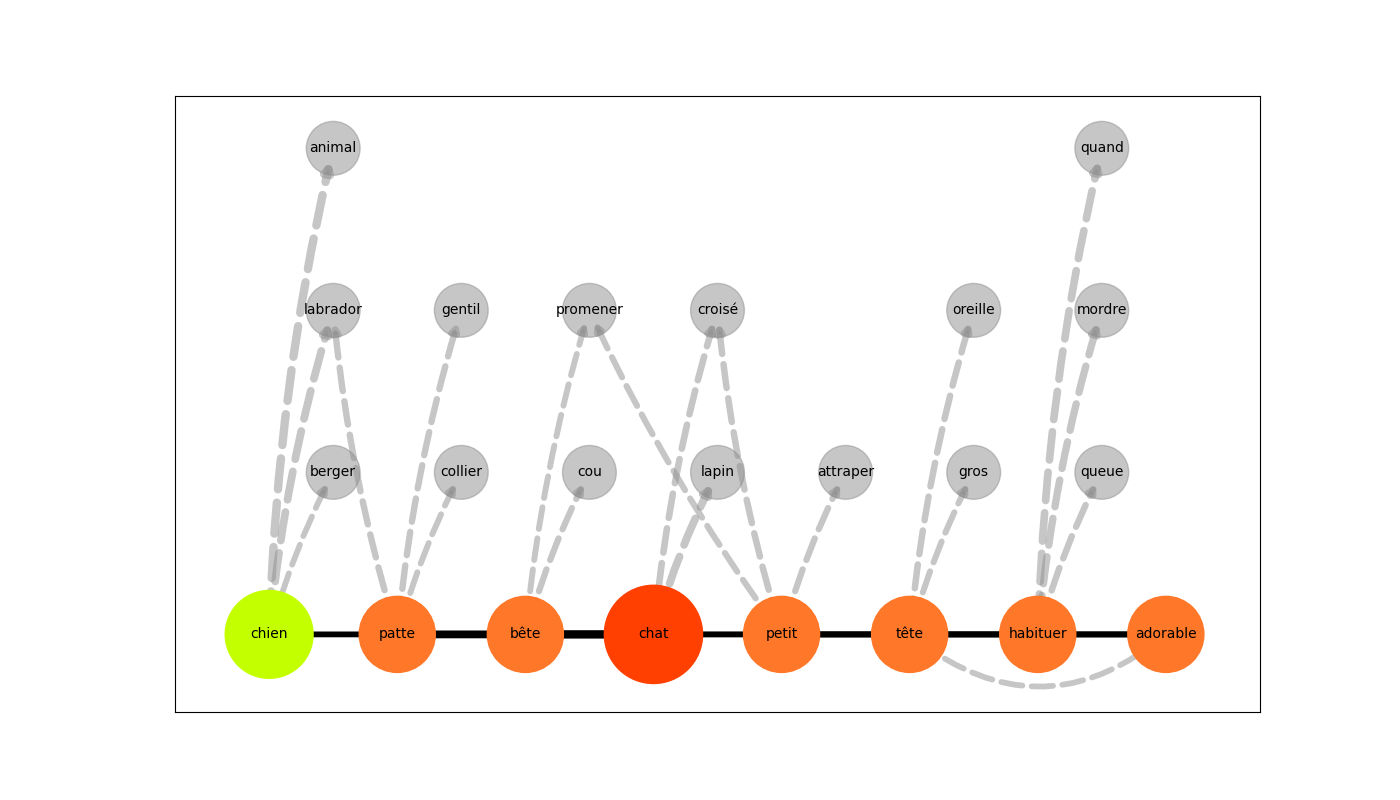 animal
quand
labrador
gentil
promener
croisé
oreille
mordre
berger
collier
cou
lapin
attraper
gros
queue
chien
patte
bête
chat
petit
tête
habituer
adorable